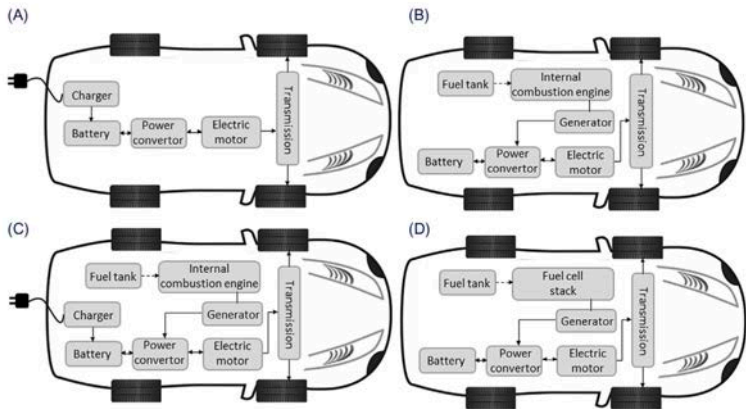 (A)
Charger
Battery
Power
convertor
Electric
motor
Transmission
(B)
Fuel tank
Internal
combustion engine
Generator
Battery
Power
convertor
Electric
motor
Transmission
(C)
Fuel tank
Internal
combustion engine
Charger
Generator
Battery
Power
convertor
Electric
motor
Transmission
(D)
Fuel tank
Fuel cell
stack
Generator
Battery
Power
convertor
Electric
motor
Transmission